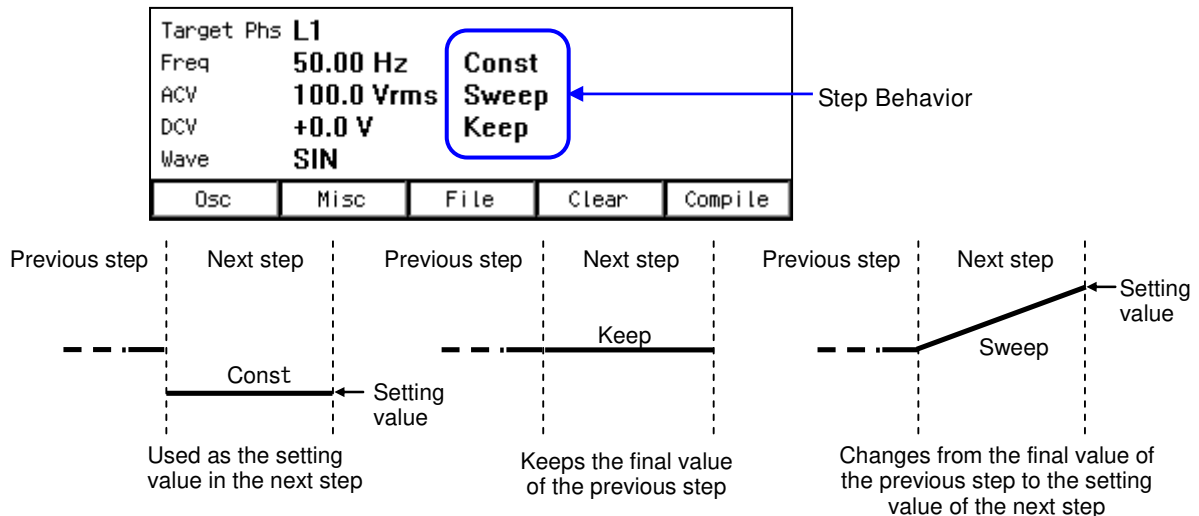 Target Phs L1
Freq 50.00 Hz Const
ACV 100.0 Vrms Sweep
DCV +0.0 V Keep
Wave SIN
Osc Misc File Clear Compile
Step Behavior
Previous step Next step
Const
Setting
value
Used as the setting
value in the next step
Previous step Next step
Keep
Keeps the final value
of the previous step
Previous step Next step
Sweep
Setting
value
Changes from the final value of
the previous step to the setting
value of the next step